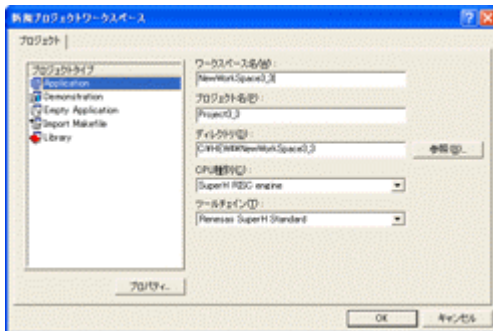 新規プロジェクトワークスペース
プロジェクト
プロジェクトタイプ
Application
Demonstration
Empty Application
Import Makefile
Library
プロパティ...
ワークスペース名(W) :
NewWorkSpace3_3
プロジェクト名(P) :
Project3_3
ディレクトリ(D) :
NewWorkSpace3_3
参照(B)...
CPU種別(C) :
SuperH RISC engine
ツールチェイン(T) :
Renesas SuperH Standard
OK
キャンセル